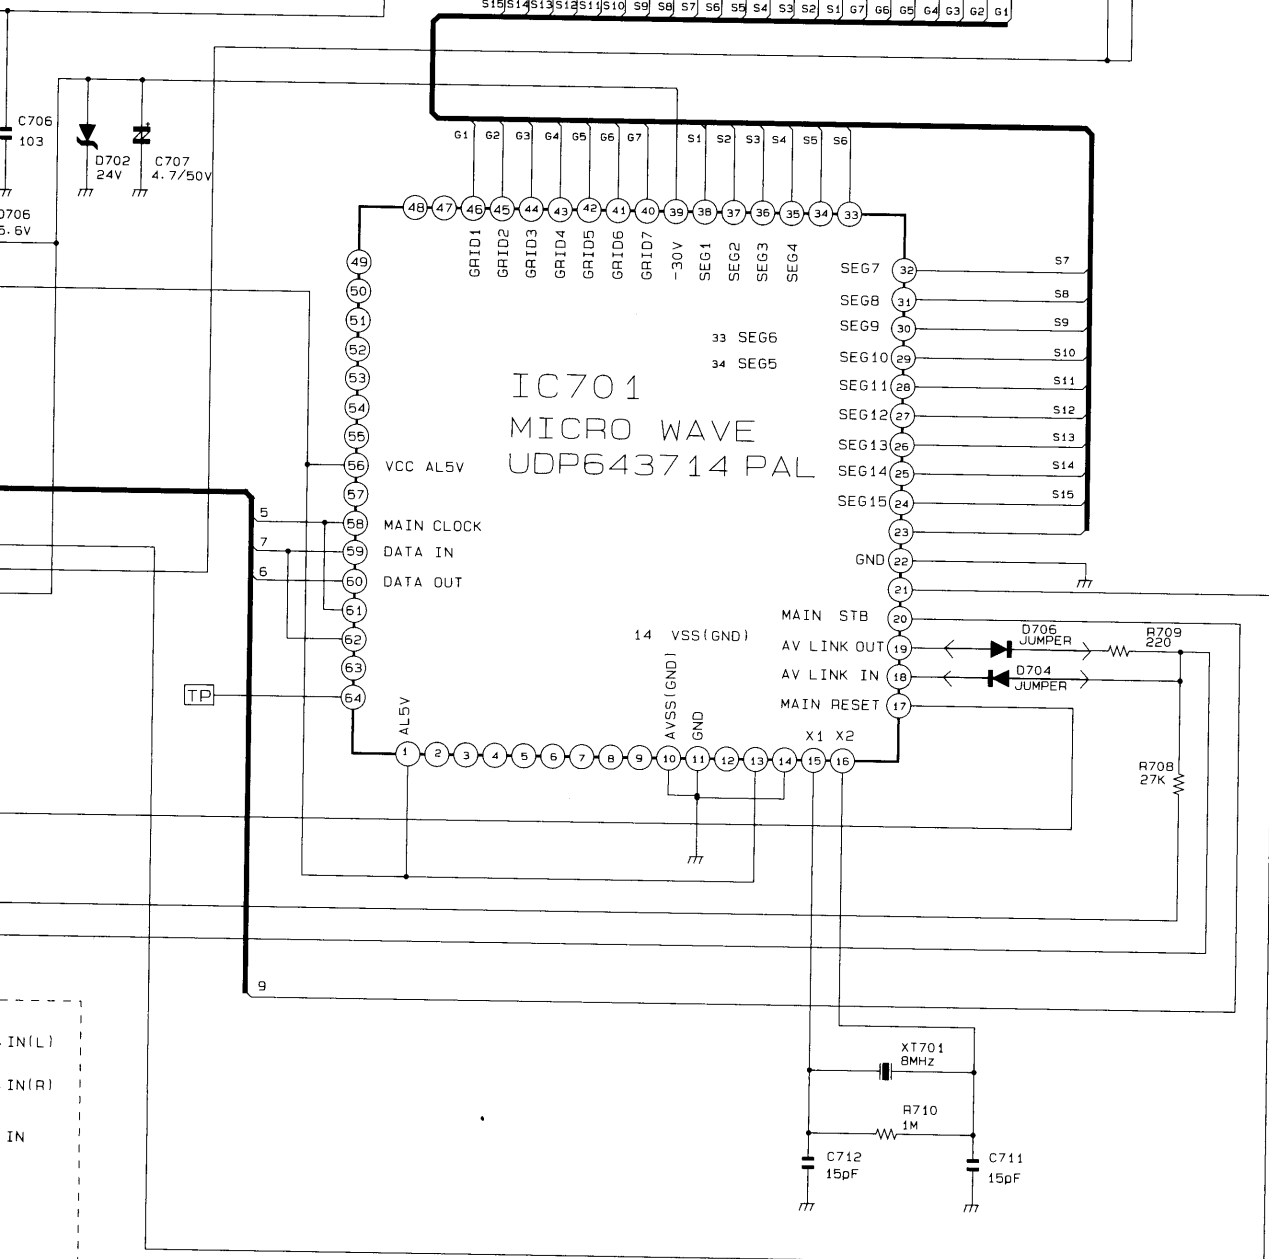 S15 S14 S13 S12 S11 S10 S9 S8 S7 S6 S5 S4 S3 S2 S1 G7 G6 G5 G4 G3 G2 G1
C706
103
D702
24V
C707
4.7/50V
D706
5.6V
G1 G2 G3 G4 G5 G6 G7 S1 S2 S3 S4 S5 S6
48 47 46 45 44 43 42 41 40 39 38 37 36 35 34 33
GRID1 GRID2 GRID3 GRID4 GRID5 GRID6 GRID7 -30V SEG1 SEG2 SEG3 SEG4
33 SEG6
34 SEG5
IC701
MICRO WAVE
UDP643714 PAL
49
50
51
52
53
54
55
56 VCC AL5V
57
5 58 MAIN CLOCK
7 59 DATA IN
6 60 DATA OUT
61
62
63
TP 64
SEG7 32 S7
SEG8 31 S8
SEG9 30 S9
SEG10 29 S10
SEG11 28 S11
SEG12 27 S12
SEG13 26 S13
SEG14 25 S14
SEG15 24 S15
23
GND 22
21
MAIN STB 20
AV LINK OUT 19
AV LINK IN 18
MAIN RESET 17
D706
JUMPER
R709
220
D704
JUMPER
R708
27K
14 VSS(GND)
AL5V AVSS(GND) GND X1 X2
1 2 3 4 5 6 7 8 9 10 11 12 13 14 15 16
9
IN(L)
IN(R)
IN
XT701
8MHz
R710
1M
C712
15pF
C711
15pF